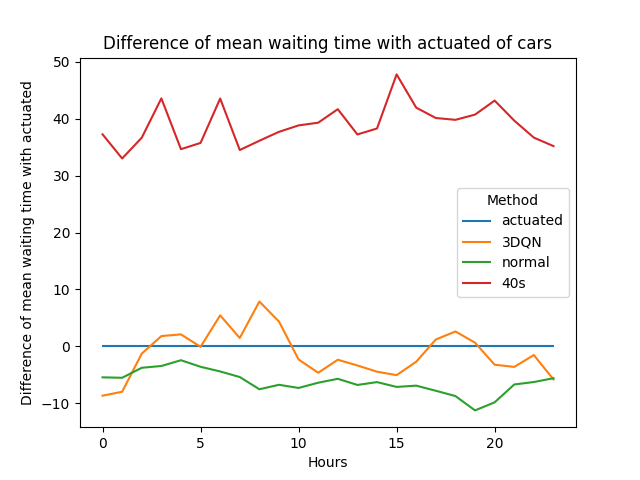 Difference of mean waiting time with actuated of cars
Difference of mean waiting time with actuated
50
40
30
20
10
0
−10
Method
actuated
3DQN
normal
40s
0
5
10
15
20
Hours